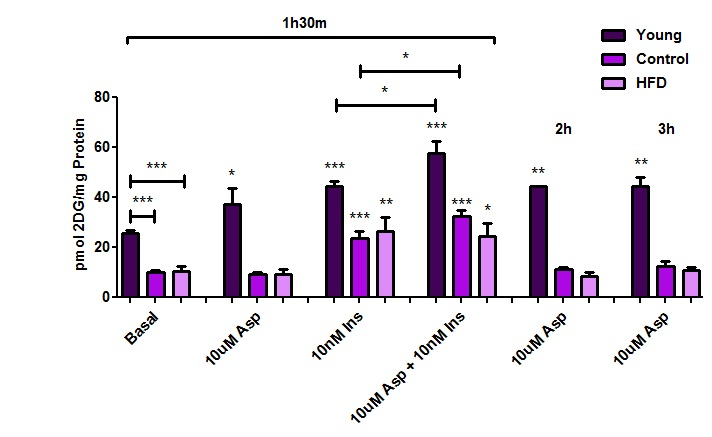 1h30m
Young
Control
HFD
*
*
80
60
40
20
0
pmol 2DG/mg Protein
2h
3h
***
***
*
***
***
**
***
***
*
**
**
Basal
10uM Asp
10nM Ins
10uM Asp + 10nM Ins
10uM Asp
10uM Asp